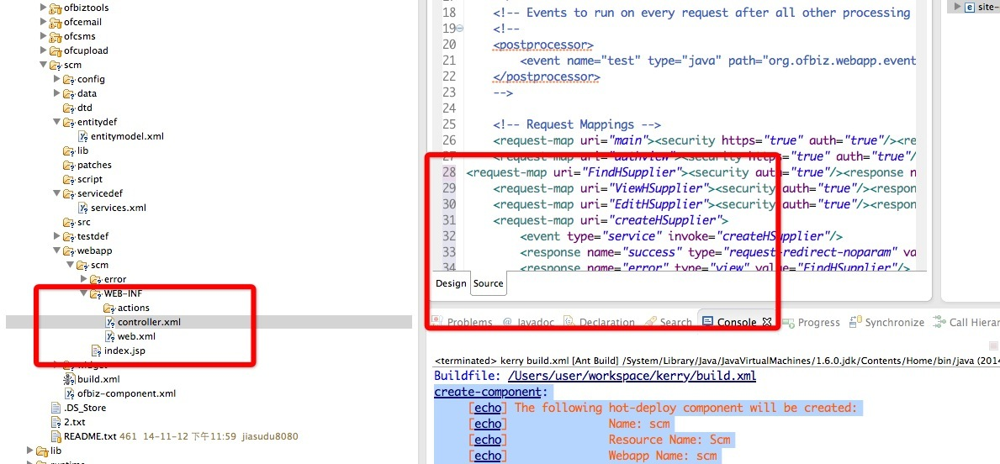 ofbiztools
ofcemail
ofcsms
ofcupload
scm
config
data
dtd
entitydef
entitymodel.xml
lib
patches
script
servicedef
services.xml
src
testdef
webapp
scm
error
WEB-INF
actions
controller.xml
web.xml
index.jsp
build.xml
ofbiz-component.xml
.DS_Store
2.txt
README.txt 461 14-11-12 下午11:59 jiasudu8080
lib
18 <!-- Events to run on every request after all other processing
19 <!--
20 <postprocessor>
21 <event name="test" type="java" path="org.ofbiz.webapp.event
22 </postprocessor>
23 -->
24
25 <!-- Request Mappings -->
26 <request-map uri="main"><security https="true" auth="true"/><re
27 <request-map uri="authview"><security https="true" auth="true"/
28 <request-map uri="FindHSupplier"><security auth="true"/><response n
29 <request-map uri="ViewHSupplier"><security auth="true"/><respon
30 <request-map uri="EditHSupplier"><security auth="true"/><respon
31 <request-map uri="createHSupplier">
32 <event type="service" invoke="createHSupplier"/>
33 <response name="success" type="request-redirect-noparam" va
34 <response name="error" type="view" value="FindHSupplier"/>
Design Source
Problems @ Javadoc Declaration Search Console Progress Synchronize Call Hierar
<terminated> kerry build.xml [Ant Build] /System/Library/Java/JavaVirtualMachines/1.6.0.jdk/Contents/Home/bin/java (2014
Buildfile: /Users/user/workspace/kerry/build.xml
create-component:
[echo] The following hot-deploy component will be created:
[echo] Name: scm
[echo] Resource Name: Scm
[echo] Webapp Name: scm
site-